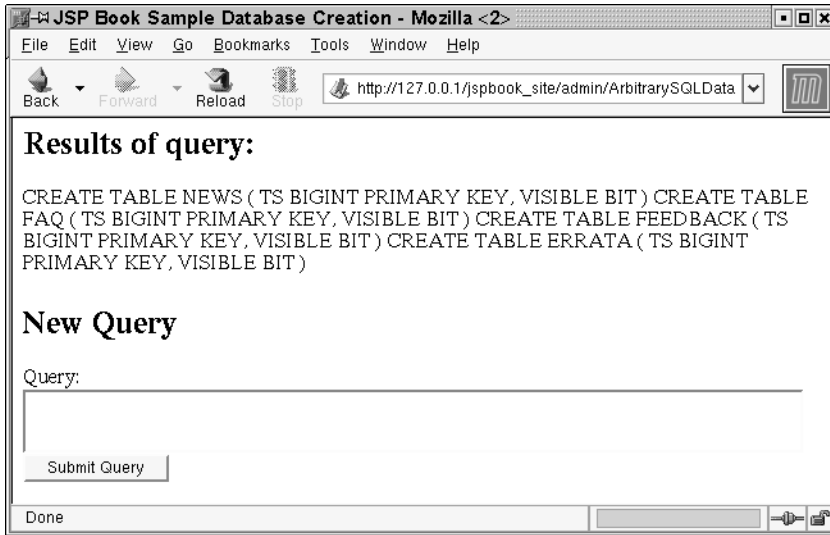 JSP Book Sample Database Creation - Mozilla <2>
File Edit View Go Bookmarks Tools Window Help
Back Forward Reload Stop http://127.0.0.1/jspbook_site/admin/ArbitrarySQLData
Results of query:
CREATE TABLE NEWS ( TS BIGINT PRIMARY KEY, VISIBLE BIT ) CREATE TABLE
FAQ ( TS BIGINT PRIMARY KEY, VISIBLE BIT ) CREATE TABLE FEEDBACK ( TS
BIGINT PRIMARY KEY, VISIBLE BIT ) CREATE TABLE ERRATA ( TS BIGINT
PRIMARY KEY, VISIBLE BIT )
New Query
Query:
Submit Query
Done